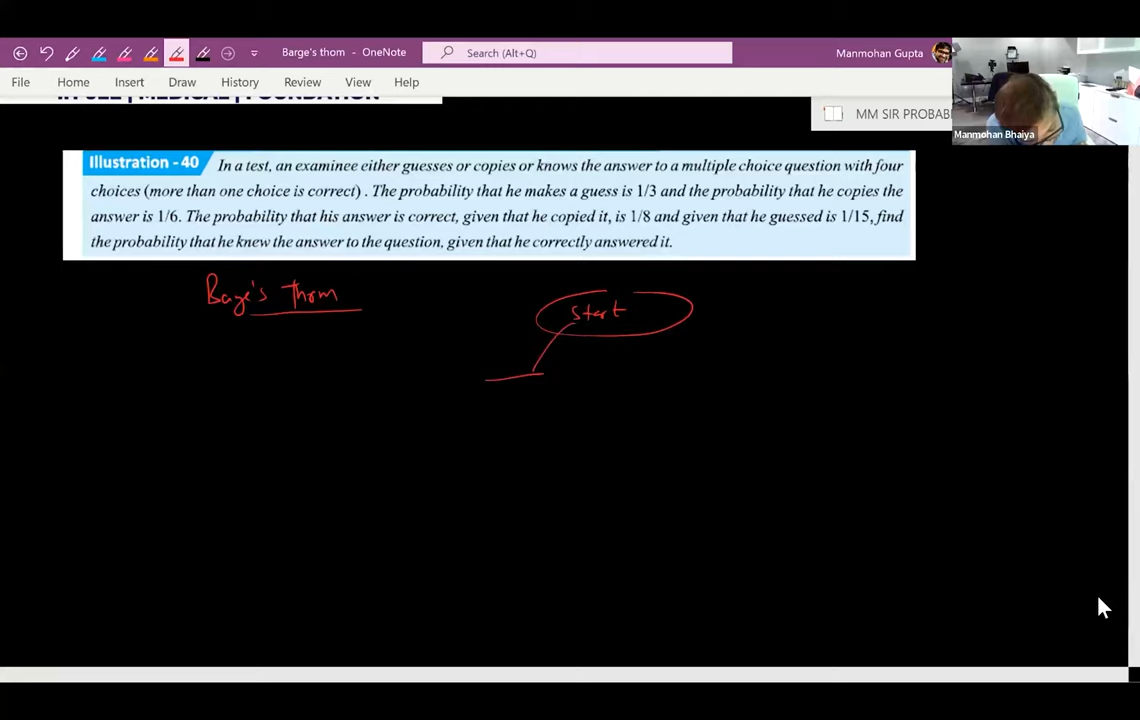 Barge's thom - OneNote
Search (Alt+Q)
Manmohan Gupta
File Home Insert Draw History Review View Help
| MEDICAL | FOUNDATION
MM SIR PROBAB
Manmohan Bhaiya
Illustration - 40 In a test, an examinee either guesses or copies or knows the answer to a multiple choice question with four
choices (more than one choice is correct) . The probability that he makes a guess is 1/3 and the probability that he copies the
answer is 1/6. The probability that his answer is correct, given that he copied it, is 1/8 and given that he guessed is 1/15, find
the probability that he knew the answer to the question, given that he correctly answered it.
Baye's Thom
Start